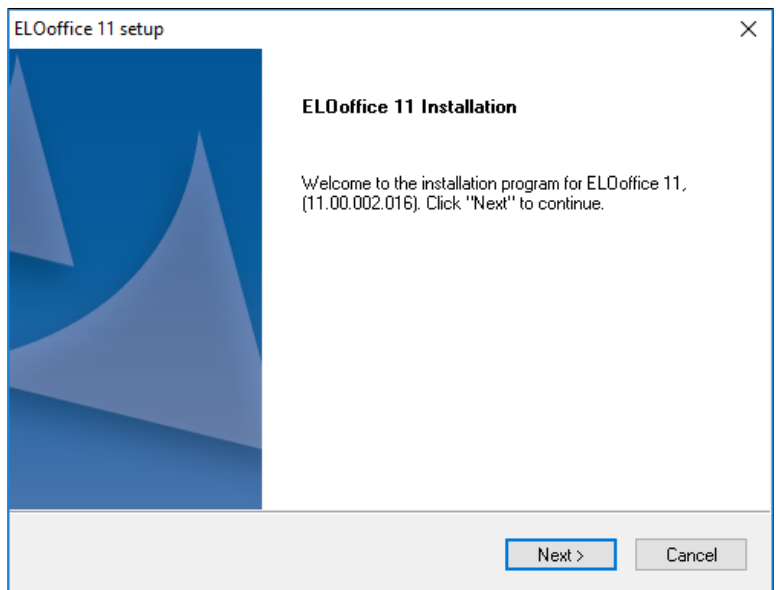 ELOoffice 11 setup
ELOoffice 11 Installation
Welcome to the installation program for ELOoffice 11,
(11.00.002.016). Click "Next" to continue.
Next >
Cancel